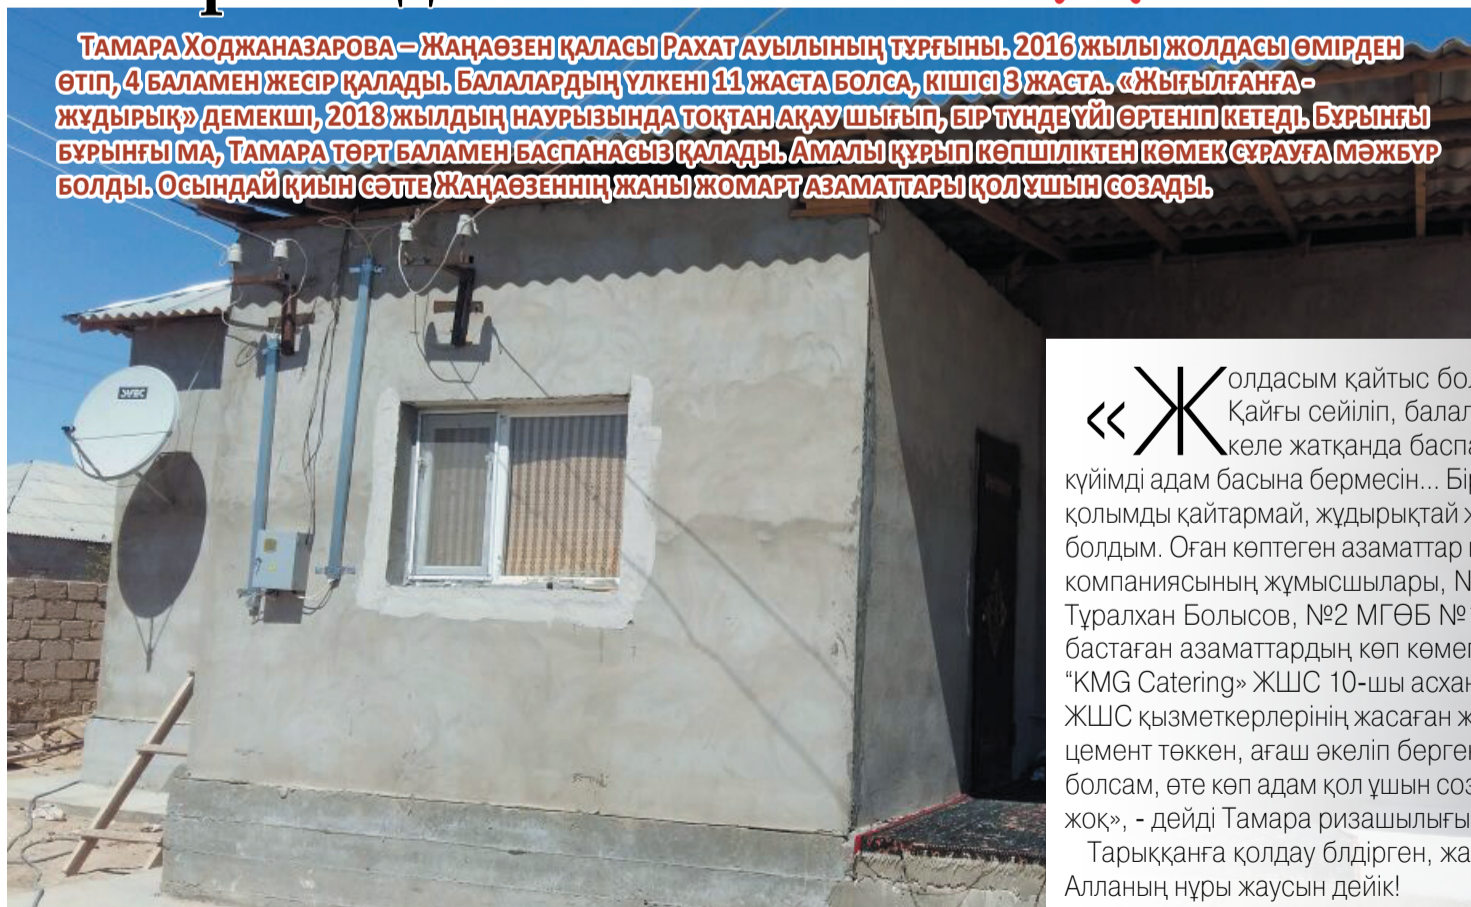 ТАМАРА ХОДЖАНАЗАРОВА – ЖАҢАӨЗЕН ҚАЛАСЫ РАХАТ АУЫЛЫНЫҢ ТҰРҒЫНЫ. 2016 ЖЫЛЫ ЖОЛДАСЫ ӨМІРДЕН
ӨТІП, 4 БАЛАМЕН ЖЕСІР ҚАЛАДЫ. БАЛАЛАРДЫҢ ҮЛКЕНІ 11 ЖАСТА БОЛСА, КІШІСІ 3 ЖАСТА. «ЖЫҒЫЛҒАНҒА -
ЖҰДЫРЫҚ» ДЕМЕКШІ, 2018 ЖЫЛДЫҢ НАУРЫЗЫНДА ТОҚТАН АҚАУ ШЫҒЫП, БІР ТҮНДЕ ҮЙІ ӨРТЕНІП КЕТЕДІ. БҰРЫНҒЫ
БҰРЫНҒЫ МА, ТАМАРА ТӨРТ БАЛАМЕН БАСПАНАСЫЗ ҚАЛАДЫ. АМАЛЫ ҚҰРЫП КӨПШІЛІКТЕН КӨМЕК СҰРАУҒА МӘЖБҮР
БОЛДЫ. ОСЫНДАЙ ҚИЫН СӘТТЕ ЖАҢАӨЗЕННІҢ ЖАНЫ ЖОМАРТ АЗАМАТТАРЫ ҚОЛ ҰШЫН СОЗАДЫ.
«Жолдасым қайтыс бол
Қайғы сейіліп, балал
келе жатқанда баспа
күйімді адам басына бермесін... Бір
қолымды қайтармай, жұдырықтай ж
болдым. Оған көптеген азаматтар
компаниясының жұмысшылары, N
Тұралхан Болысов, №2 МГӨБ №
бастаған азаматтардың көп көмег
“KMG Catering» ЖШС 10-шы асхан
ЖШС қызметкерлерінің жасаған ж
цемент төккен, ағаш әкеліп берген
болсам, өте көп адам қол ұшын соз
жоқ», - дейді Тамара ризашылығы
Тарыққанға қолдау блдірген, жа
Алланың нұры жаусын дейік!